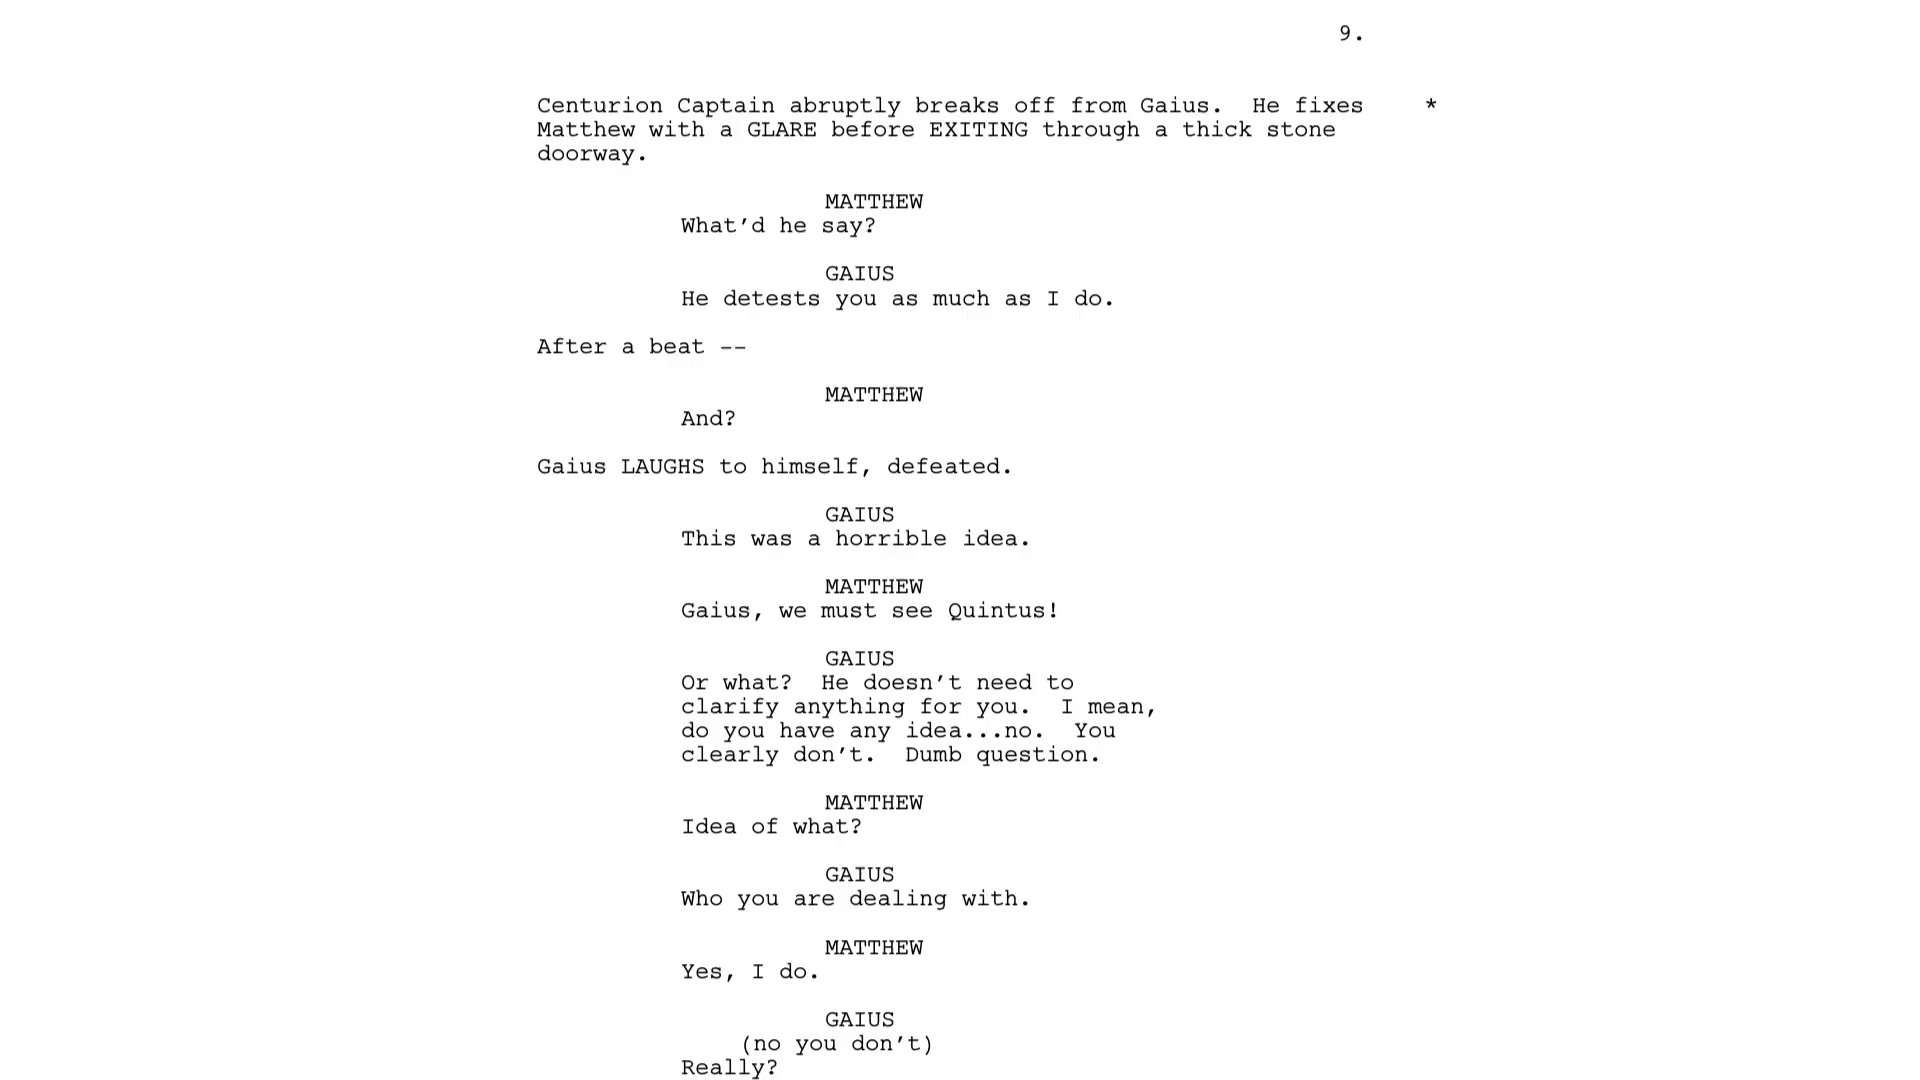 9.
Centurion Captain abruptly breaks off from Gaius.  He fixes *
Matthew with a GLARE before EXITING through a thick stone
doorway.
MATTHEW
What’d he say?
GAIUS
He detests you as much as I do.
After a beat --
MATTHEW
And?
Gaius LAUGHS to himself, defeated.
GAIUS
This was a horrible idea.
MATTHEW
Gaius, we must see Quintus!
GAIUS
Or what?  He doesn’t need to
clarify anything for you.  I mean,
do you have any idea...no.  You
clearly don’t.  Dumb question.
MATTHEW
Idea of what?
GAIUS
Who you are dealing with.
MATTHEW
Yes, I do.
GAIUS
(no you don’t)
Really?